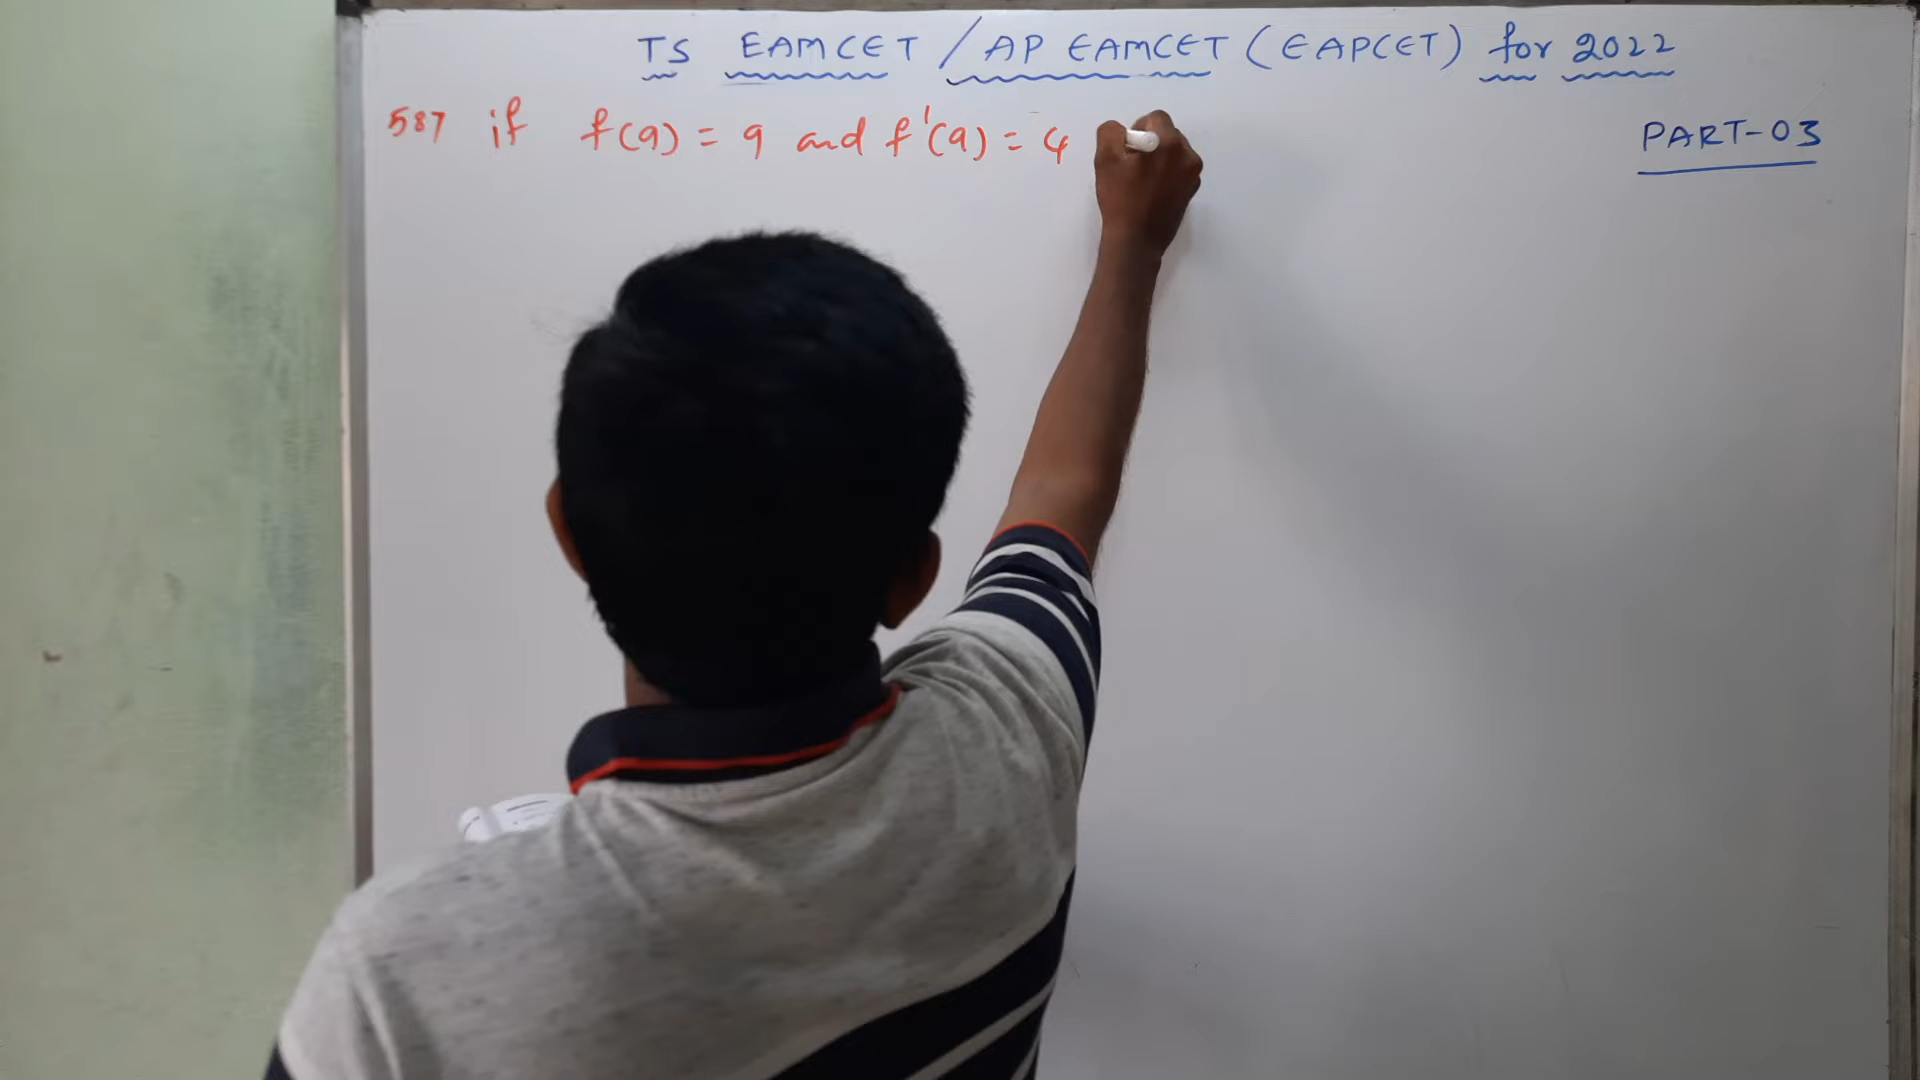 TS EAMCET / AP EAMCET (EAPCET) for 2022
587 if f(9) = 9 and f'(9) = 4
PART-03